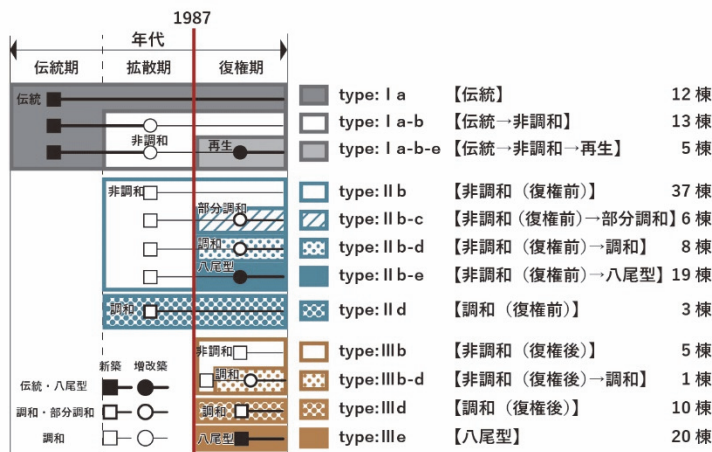 1987
年代
伝統期 拡散期 復権期
伝統
非調和
再生
非調和
部分調和
調和
八尾型
調和
非調和
調和
調和
八尾型
新築 増改築
伝統・八尾型
調和・部分調和
調和
type: Ⅰa 【伝統】 12 棟
type: Ⅰa-b 【伝統→非調和】 13 棟
type: Ⅰa-b-e 【伝統→非調和→再生】 5 棟
type: Ⅱb 【非調和（復権前）】 37 棟
type: Ⅱb-c 【非調和 (復権前)→部分調和】 6 棟
type: Ⅱb-d 【非調和（復権前）→調和】 8 棟
type: Ⅱb-e 【非調和（復権前）→八尾型】 19 棟
type: Ⅱd 【調和（復権前）】 3 棟
type:Ⅲb 【非調和（復権後）】 5 棟
type:Ⅲb-d 【非調和（復権後）→調和】 1 棟
type:Ⅲd 【調和（復権後）】 10 棟
type:Ⅲe 【八尾型】 20 棟